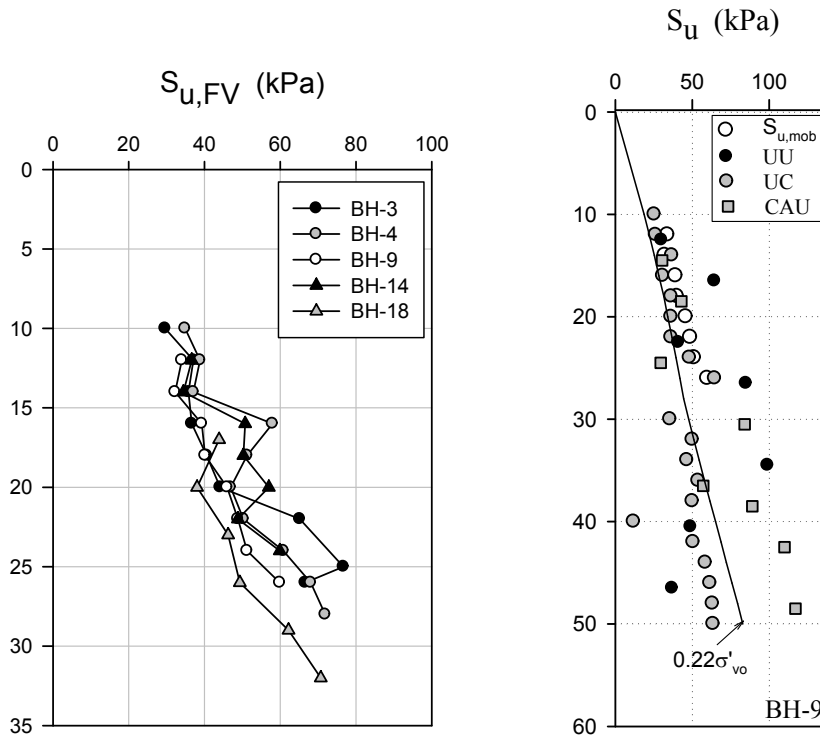 S_u,FV (kPa)
0 20 40 60 80 100
0
5
10
15
20
25
30
35
BH-3
BH-4
BH-9
BH-14
BH-18
S_u (kPa)
0 50 100
0
10
20
30
40
50
60
S_u,mob
UU
UC
CAU
0.22σ'_vo
BH-9